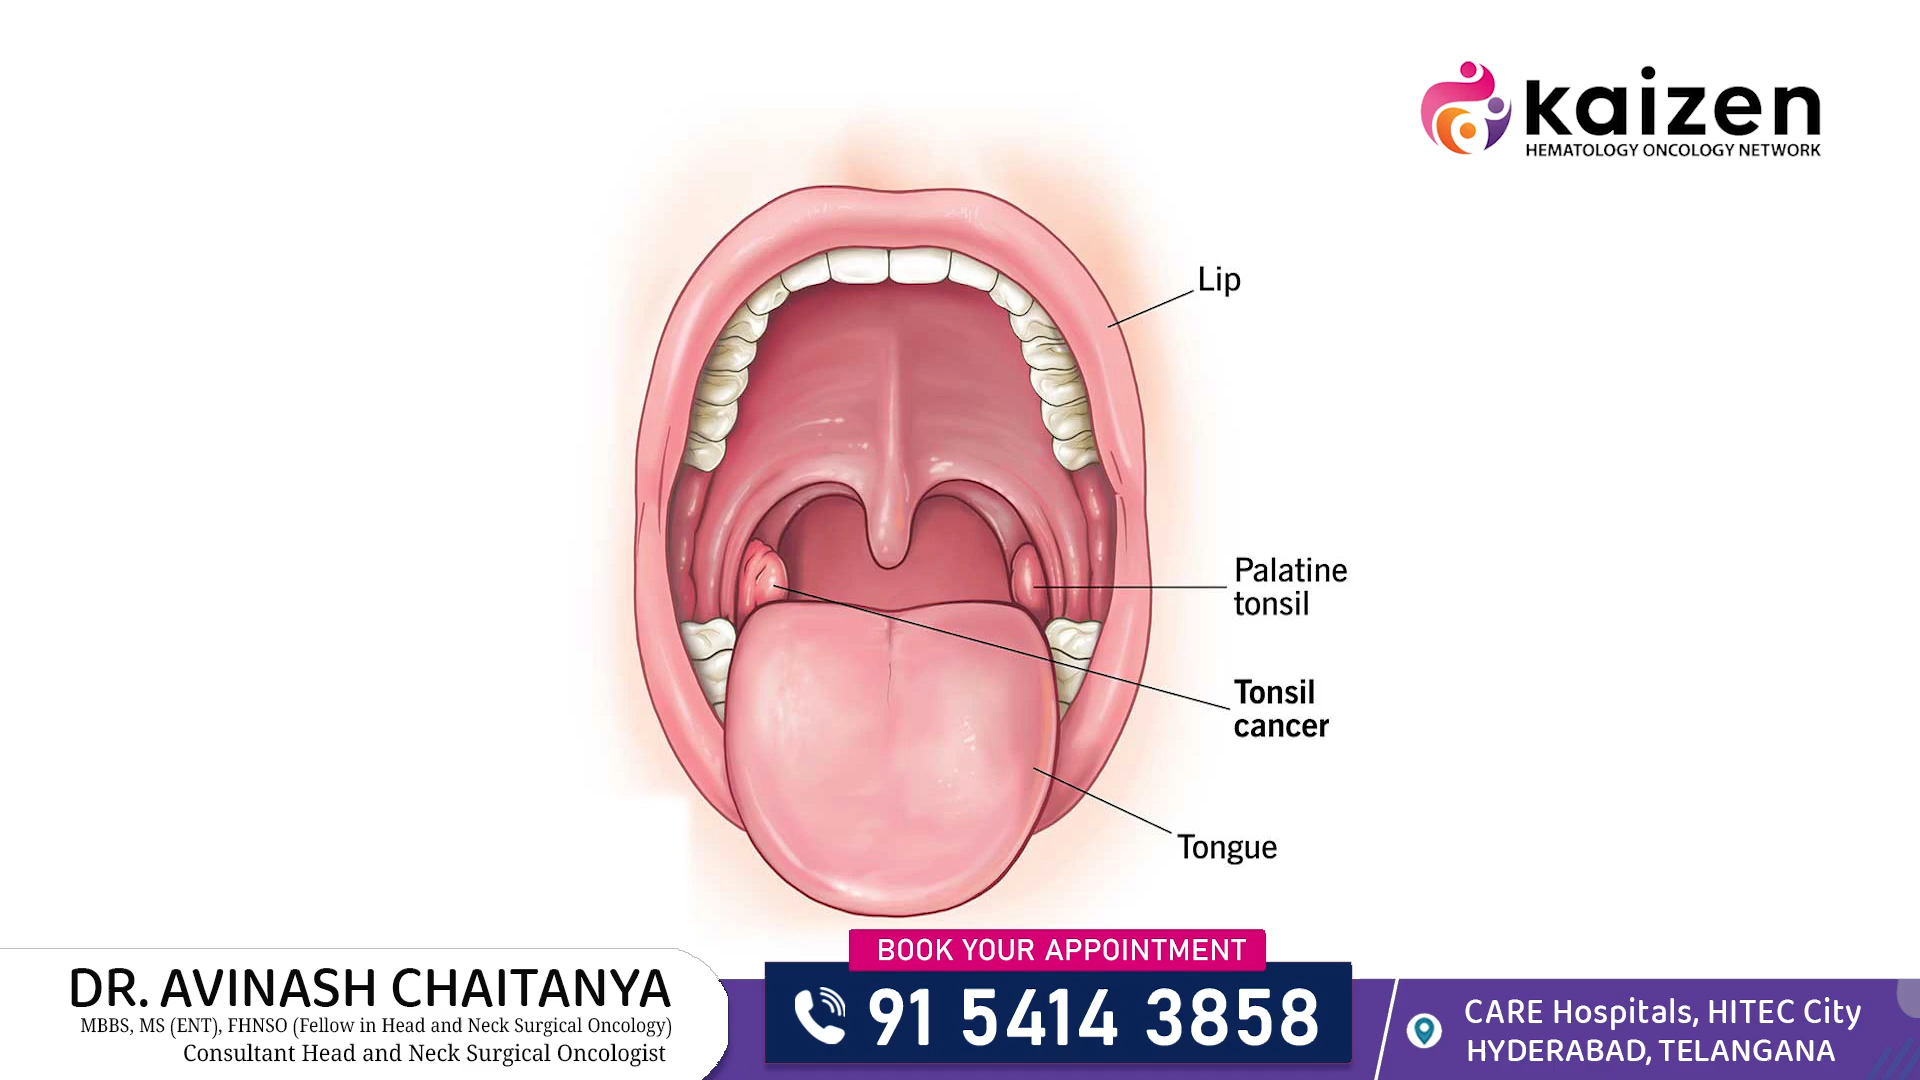 kaizen
HEMATOLOGY ONCOLOGY NETWORK
Lip
Palatine
tonsil
Tonsil
cancer
Tongue
BOOK YOUR APPOINTMENT
DR. AVINASH CHAITANYA
MBBS, MS (ENT), FHNSO (Fellow in Head and Neck Surgical Oncology)
Consultant Head and Neck Surgical Oncologist
91 5414 3858
CARE Hospitals, HITEC City
HYDERABAD, TELANGANA